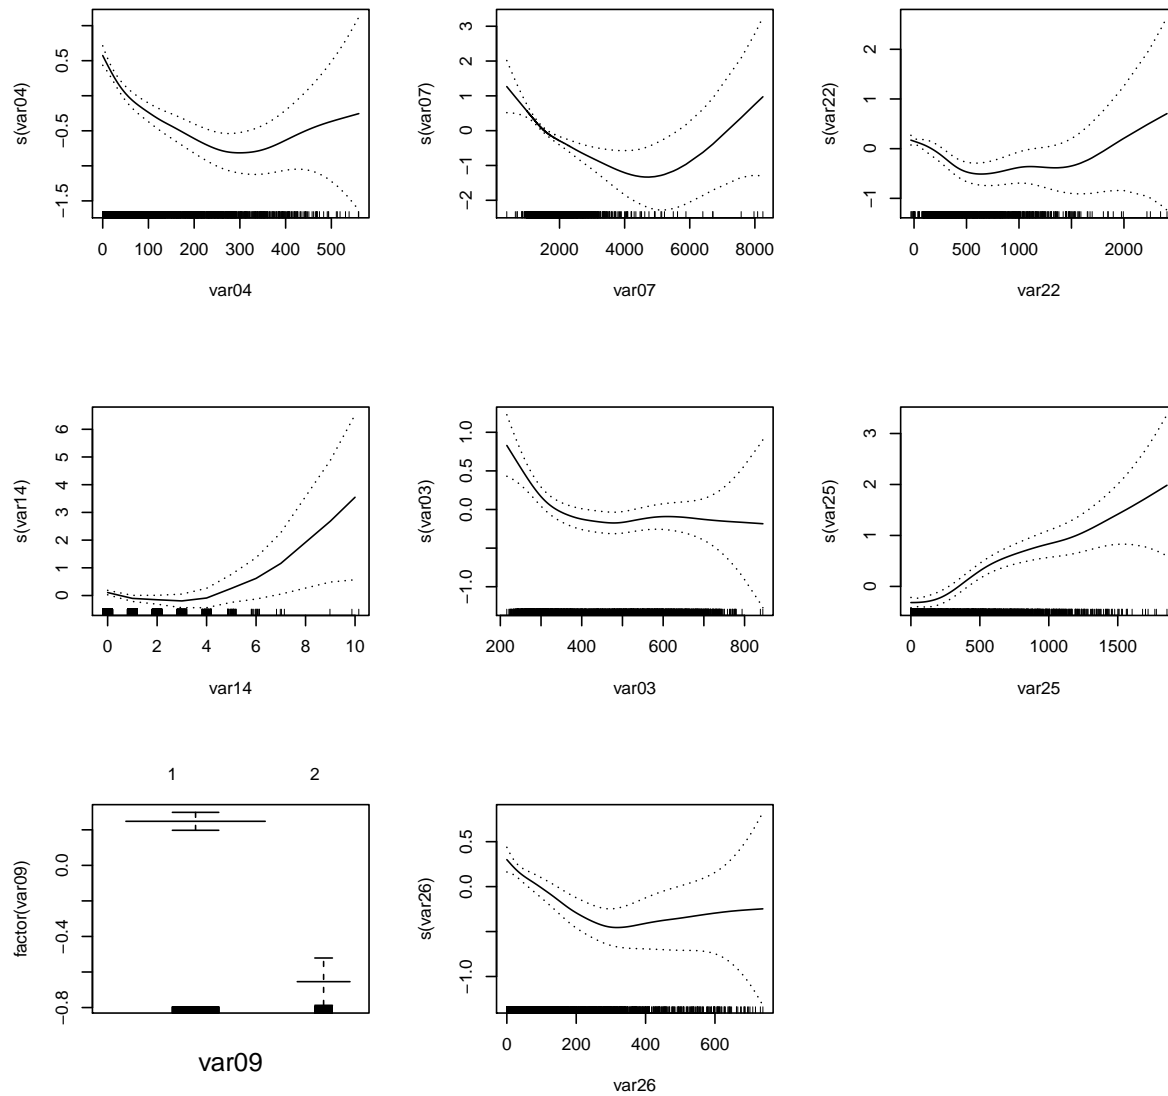 s(var04)
0.5
−0.5
−1.5
0 100 200 300 400 500
var04
s(var07)
3
2
1
0
−1
−2
2000 4000 6000 8000
var07
s(var22)
2
1
0
−1
0 500 1000 2000
var22
s(var14)
6
5
4
3
2
1
0
0 2 4 6 8 10
var14
s(var03)
1.0
0.5
0.0
−1.0
200 400 600 800
var03
s(var25)
3
2
1
0
0 500 1000 1500
var25
1 2
factor(var09)
0.0
−0.4
−0.8
var09
s(var26)
0.5
0.0
−1.0
0 200 400 600
var26